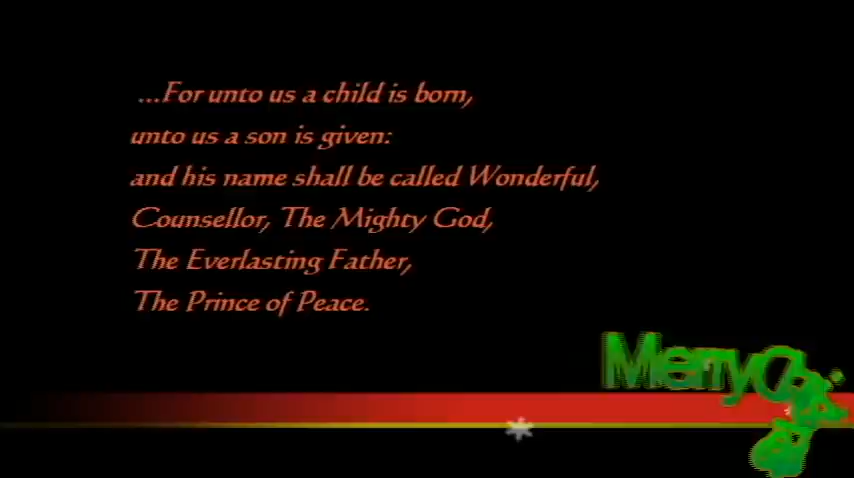 ...For unto us a child is born,
unto us a son is given:
and his name shall be called Wonderful,
Counsellor, The Mighty God,
The Everlasting Father,
The Prince of Peace.
Merry